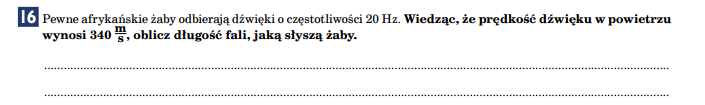 16 Pewne afrykańskie żaby odbierają dźwięki o częstotliwości 20 Hz. Wiedząc, że prędkość dźwięku w powietrzu
wynosi 340 m/s, oblicz długość fali, jaką słyszą żaby.